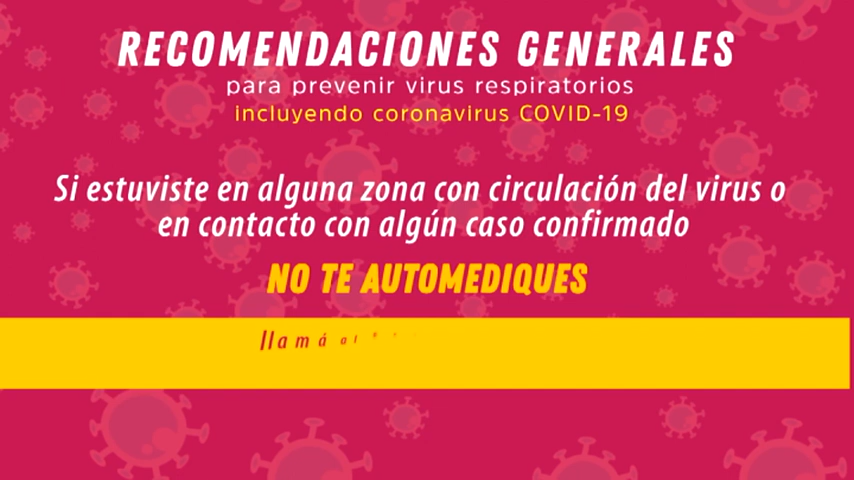 RECOMENDACIONES GENERALES
para prevenir virus respiratorios
incluyendo coronavirus COVID-19
Si estuviste en alguna zona con circulación del virus o
en contacto con algún caso confirmado
NO TE AUTOMEDIQUES
llamá al